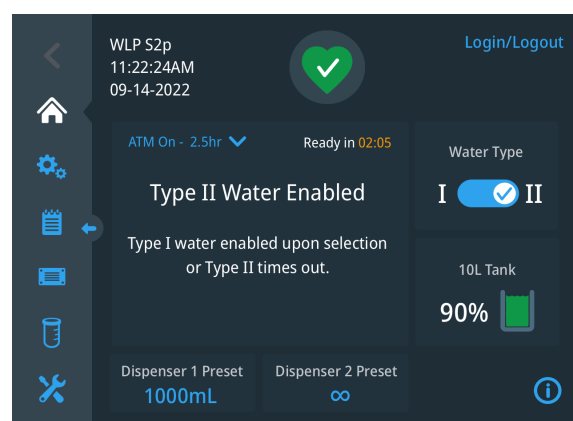 WLP S2p
11:22:24AM
09-14-2022
Login/Logout
ATM On - 2.5hr
Ready in 02:05
Type II Water Enabled
Type I water enabled upon selection
or Type II times out.
Water Type
I II
10L Tank
90%
Dispenser 1 Preset
1000mL
Dispenser 2 Preset
∞